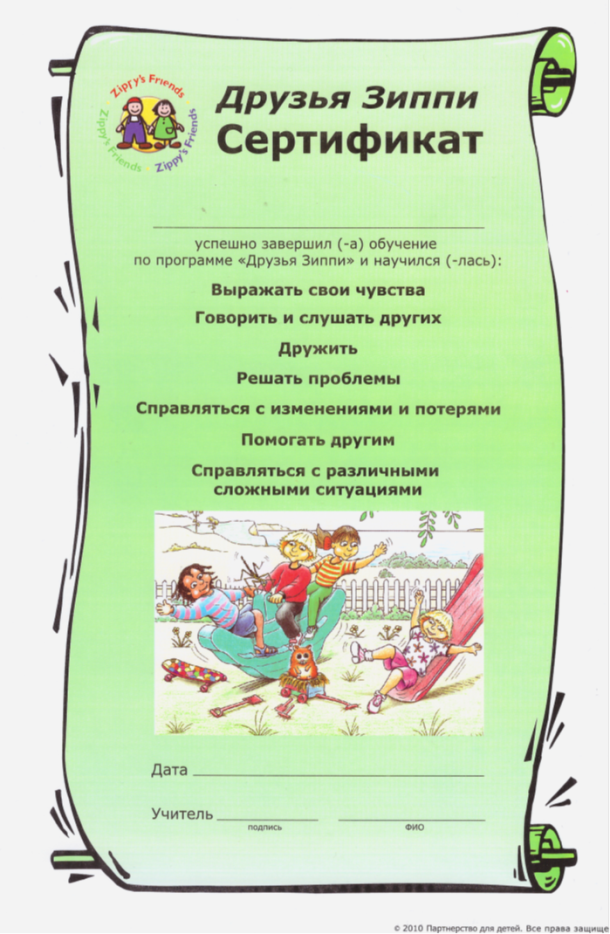 Zippy's Friends
Zippy's Friends
Zippy's Friends
Друзья Зиппи
Сертификат
успешно завершил (-а) обучение
по программе «Друзья Зиппи» и научился (-лась):
Выражать свои чувства
Говорить и слушать других
Дружить
Решать проблемы
Справляться с изменениями и потерями
Помогать другим
Справляться с различными
сложными ситуациями
Дата
Учитель
подпись ФИО
© 2010 Партнерство для детей. Все права защище